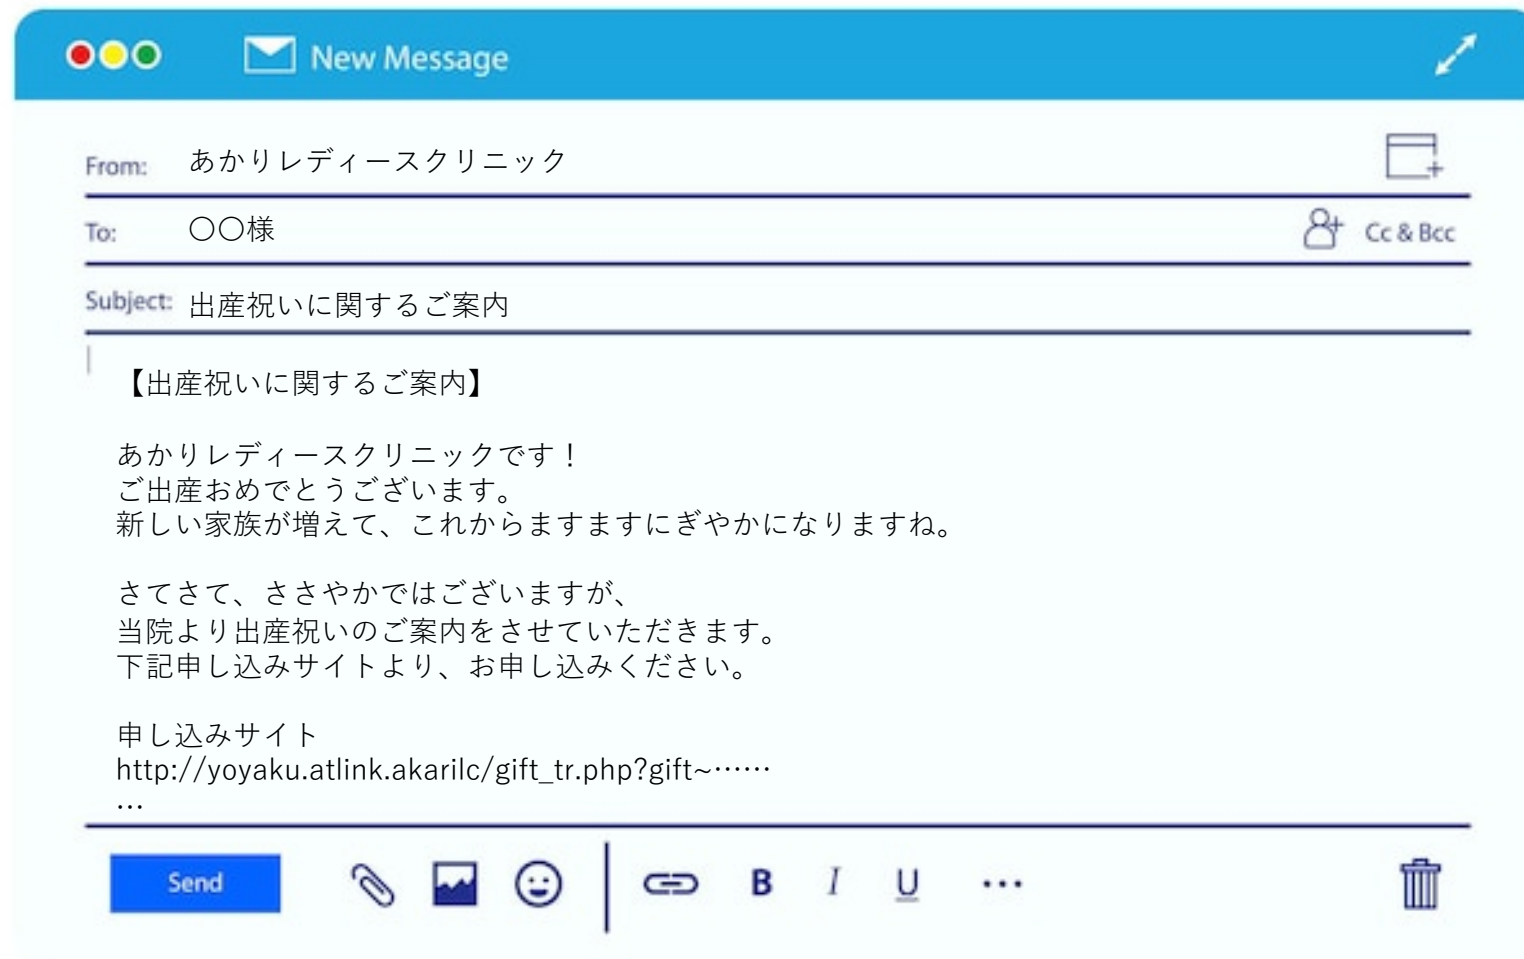 New Message
From: あかりレディースクリニック
To: 〇〇様 Cc & Bcc
Subject: 出産祝いに関するご案内
【出産祝いに関するご案内】
あかりレディースクリニックです！
ご出産おめでとうございます。
新しい家族が増えて、これからますますにぎやかになりますね。
さてさて、ささやかではございますが、
当院より出産祝いのご案内をさせていただきます。
下記申し込みサイトより、お申し込みください。
申し込みサイト
http://yoyaku.atlink.akarilc/gift_tr.php?gift~……
…
Send B I U …